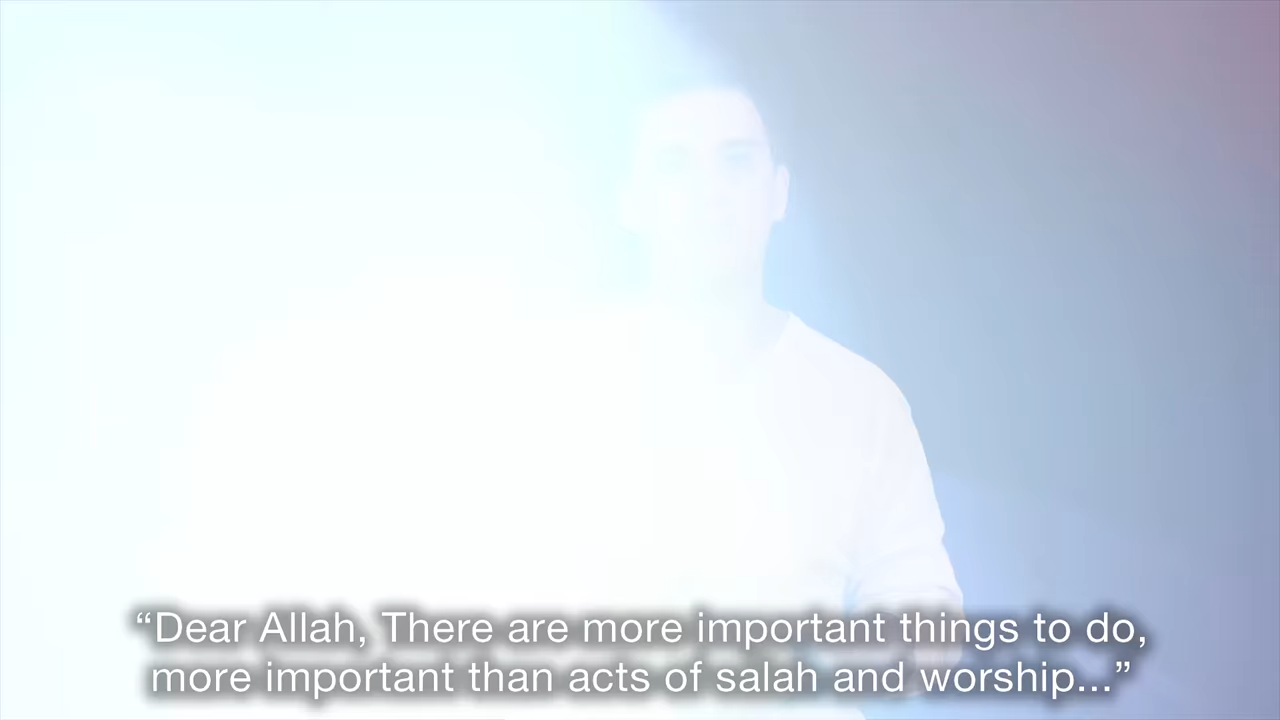 “Dear Allah, There are more important things to do,
more important than acts of salah and worship...”